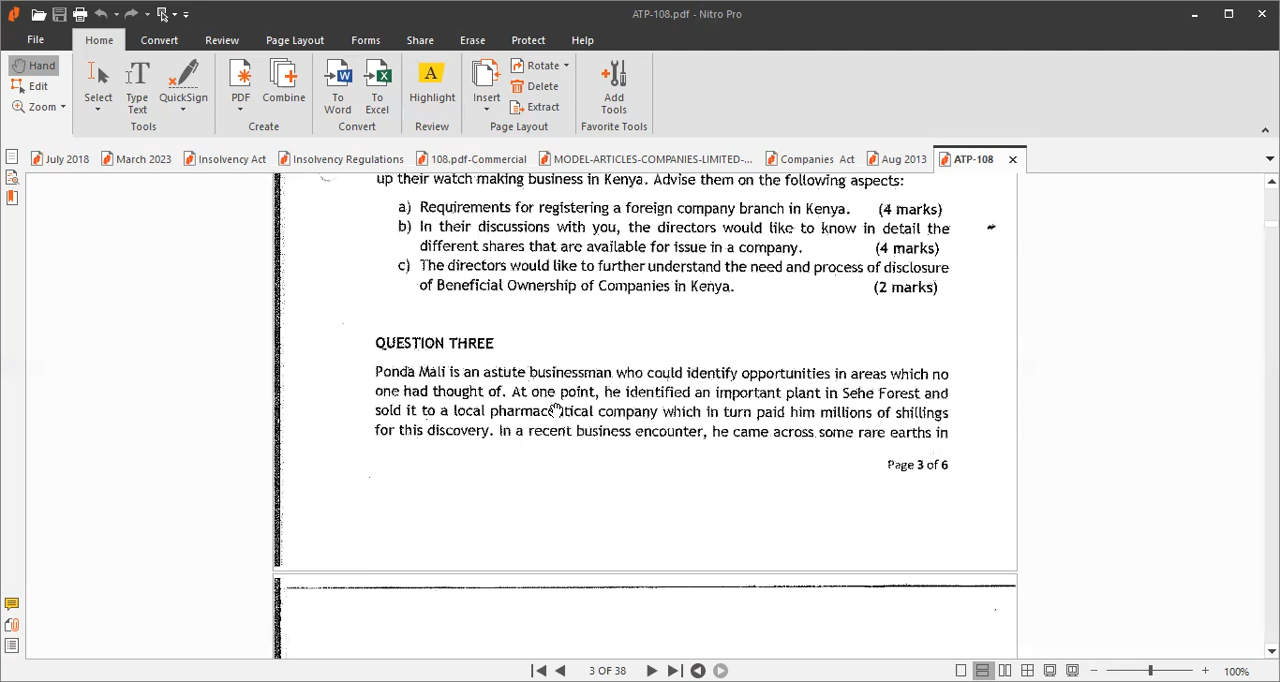 ATP-108.pdf - Nitro Pro
File Home Convert Review Page Layout Forms Share Erase Protect Help
Hand
Edit
Zoom
Select
Type Text
QuickSign
Tools
PDF
Combine
Create
To Word
To Excel
Convert
Highlight
Review
Insert
Rotate
Delete
Extract
Page Layout
Add Tools
Favorite Tools
July 2018 March 2023 Insolvency Act Insolvency Regulations 108.pdf-Commercial MODEL-ARTICLES-COMPANIES-LIMITED-... Companies Act Aug 2013 ATP-108
up their watch making business in Kenya. Advise them on the following aspects:
a) Requirements for registering a foreign company branch in Kenya. (4 marks)
b) In their discussions with you, the directors would like to know in detail the
different shares that are available for issue in a company. (4 marks)
c) The directors would like to further understand the need and process of disclosure
of Beneficial Ownership of Companies in Kenya. (2 marks)
QUESTION THREE
Ponda Mali is an astute businessman who could identify opportunities in areas which no
one had thought of. At one point, he identified an important plant in Sehe Forest and
sold it to a local pharmaceutical company which in turn paid him millions of shillings
for this discovery. In a recent business encounter, he came across some rare earths in
Page 3 of 6
3 OF 38
100%